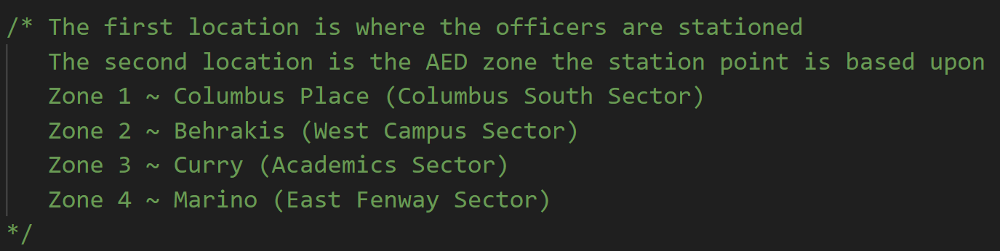 /* The first location is where the officers are stationed
The second location is the AED zone the station point is based upon
Zone 1 ~ Columbus Place (Columbus South Sector)
Zone 2 ~ Behrakis (West Campus Sector)
Zone 3 ~ Curry (Academics Sector)
Zone 4 ~ Marino (East Fenway Sector)
*/